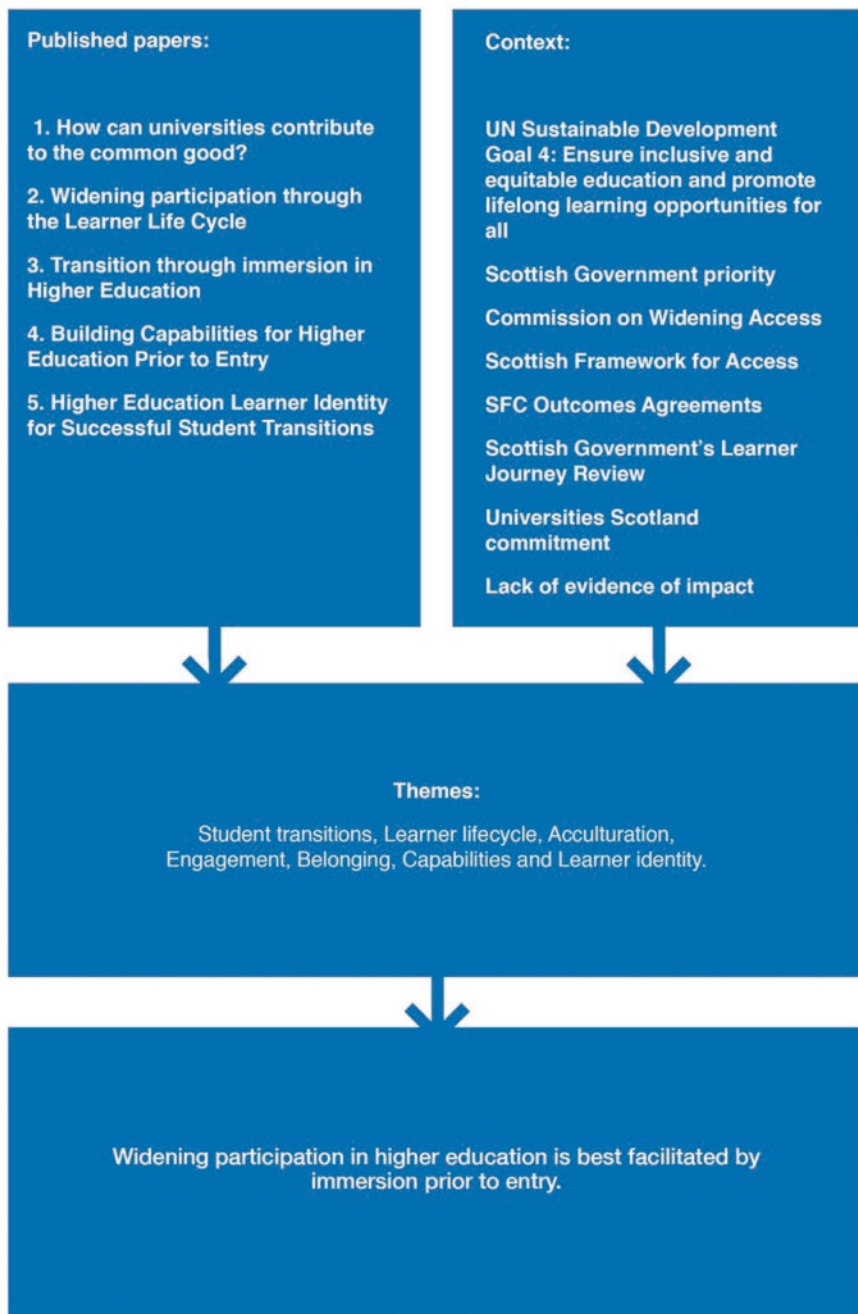 Published papers:
1. How can universities contribute
to the common good?
2. Widening participation through
the Learner Life Cycle
3. Transition through immersion in
Higher Education
4. Building Capabilities for Higher
Education Prior to Entry
5. Higher Education Learner Identity
for Successful Student Transitions
Context:
UN Sustainable Development
Goal 4: Ensure inclusive and
equitable education and promote
lifelong learning opportunities for
all
Scottish Government priority
Commission on Widening Access
Scottish Framework for Access
SFC Outcomes Agreements
Scottish Government’s Learner
Journey Review
Universities Scotland
commitment
Lack of evidence of impact
Themes:
Student transitions, Learner lifecycle, Acculturation,
Engagement, Belonging, Capabilities and Learner identity.
Widening participation in higher education is best facilitated by
immersion prior to entry.